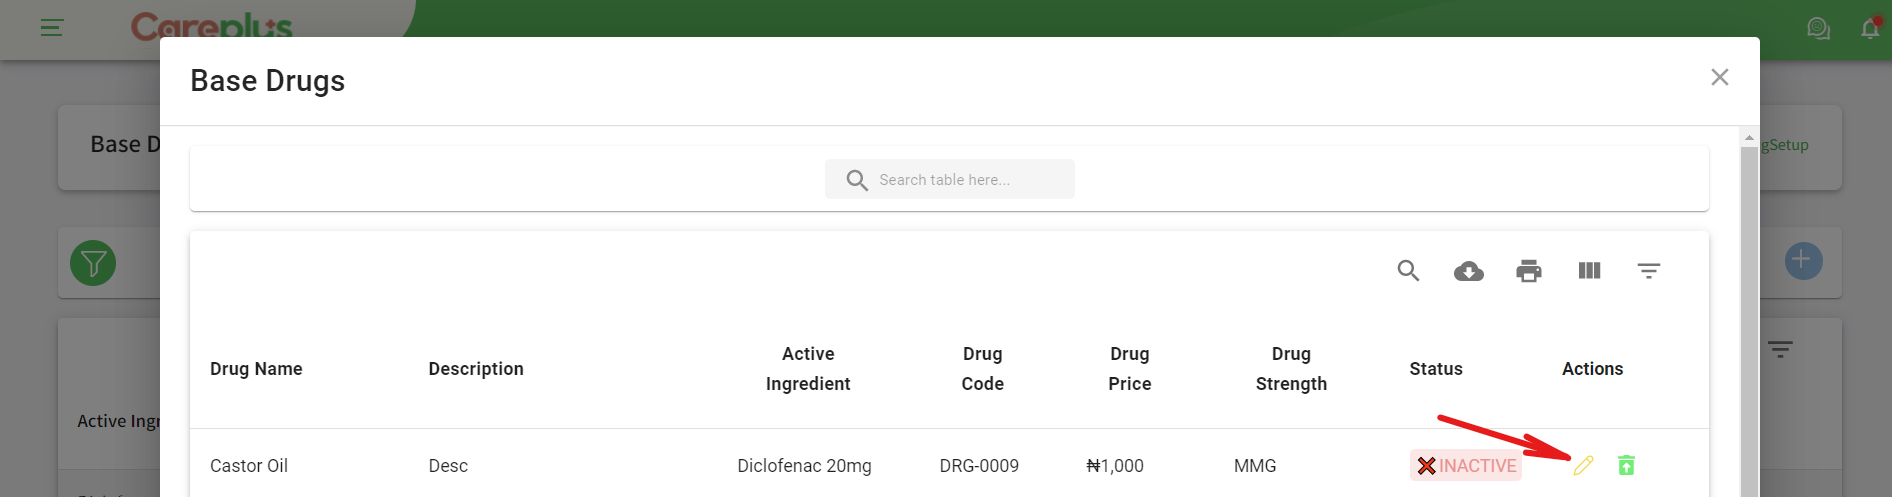 Careplus
Base Drugs
Base D
gSetup
Search table here...
Drug Name
Description
Active
Ingredient
Drug
Code
Drug
Price
Drug
Strength
Status
Actions
Active Ingr
Castor Oil
Desc
Diclofenac 20mg
DRG-0009
₦1,000
MMG
INACTIVE